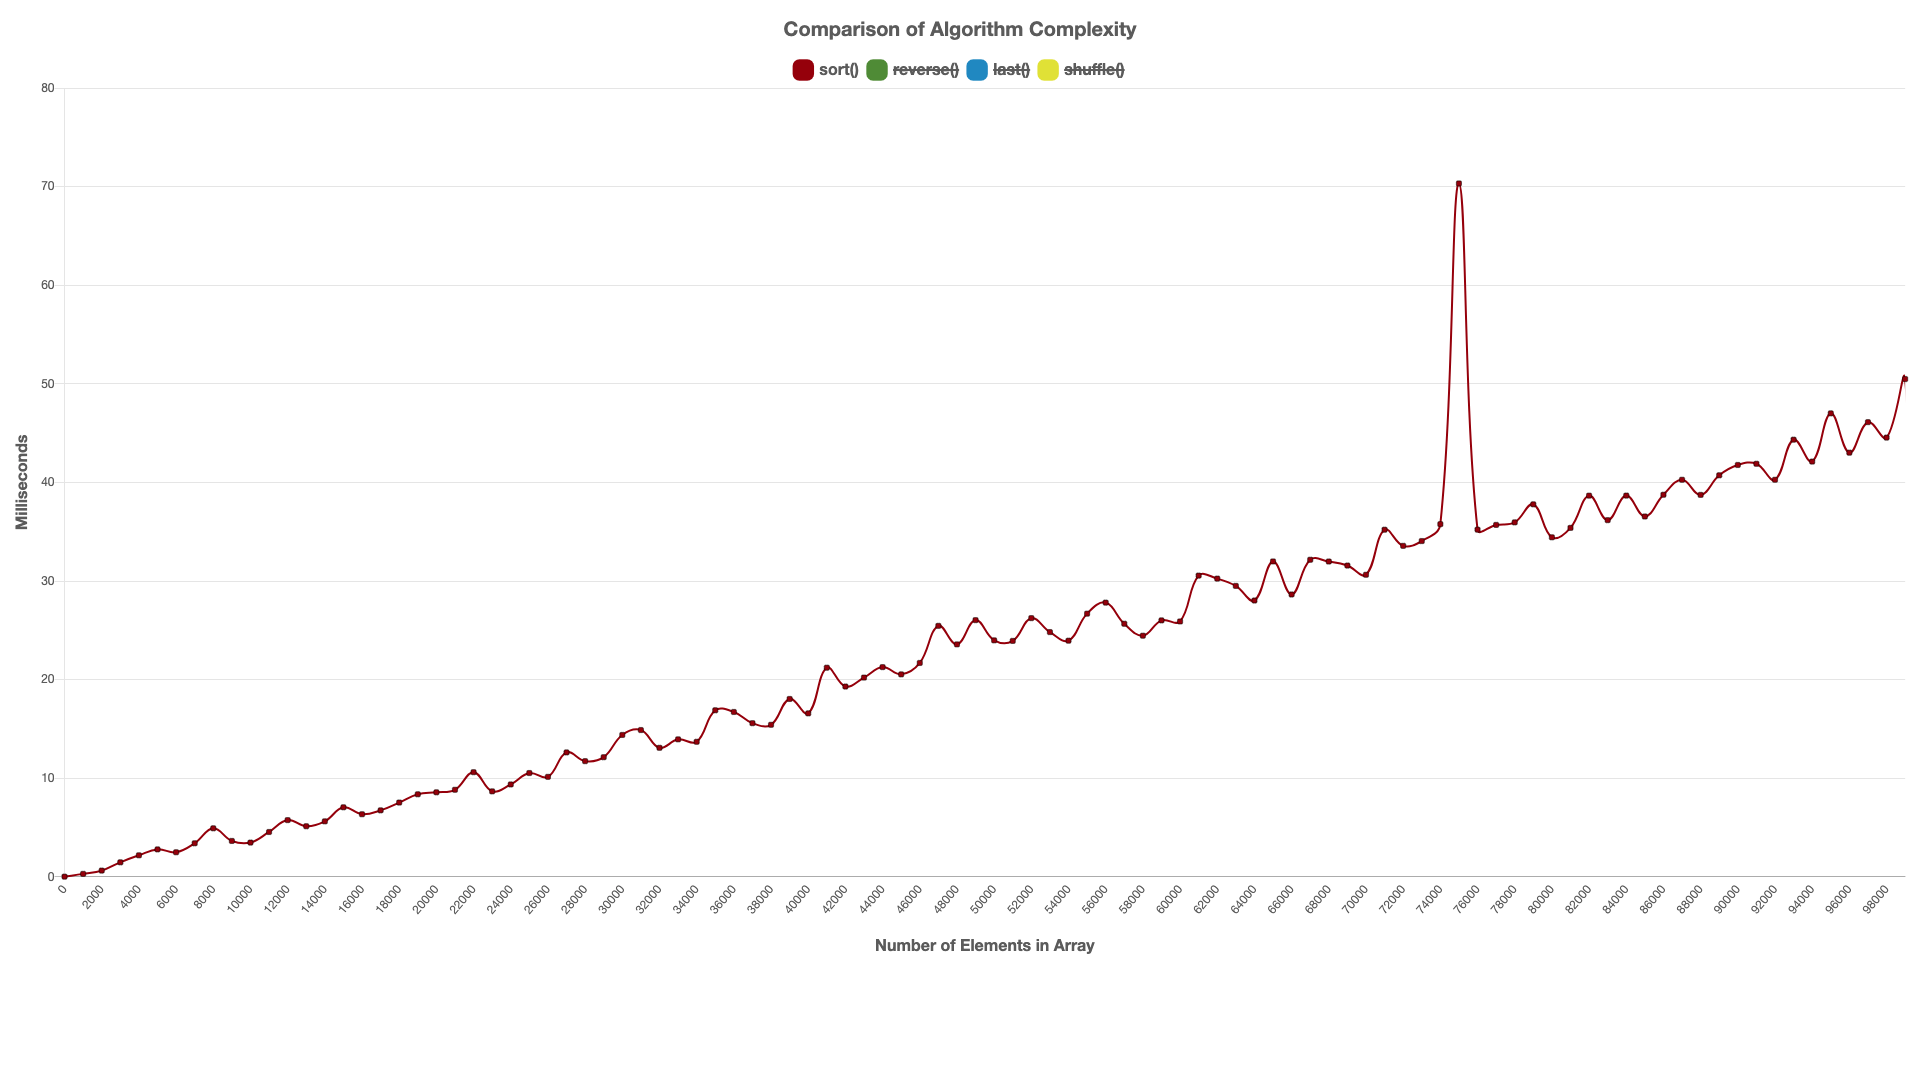 Comparison of Algorithm Complexity
sort() reverse() last() shuffle()
80
70
60
50
40
30
20
10
0
Milliseconds
0 2000 4000 6000 8000 10000 12000 14000 16000 18000 20000 22000 24000 26000 28000 30000 32000 34000 36000 38000 40000 42000 44000 46000 48000 50000 52000 54000 56000 58000 60000 62000 64000 66000 68000 70000 72000 74000 76000 78000 80000 82000 84000 86000 88000 90000 92000 94000 96000 98000
Number of Elements in Array